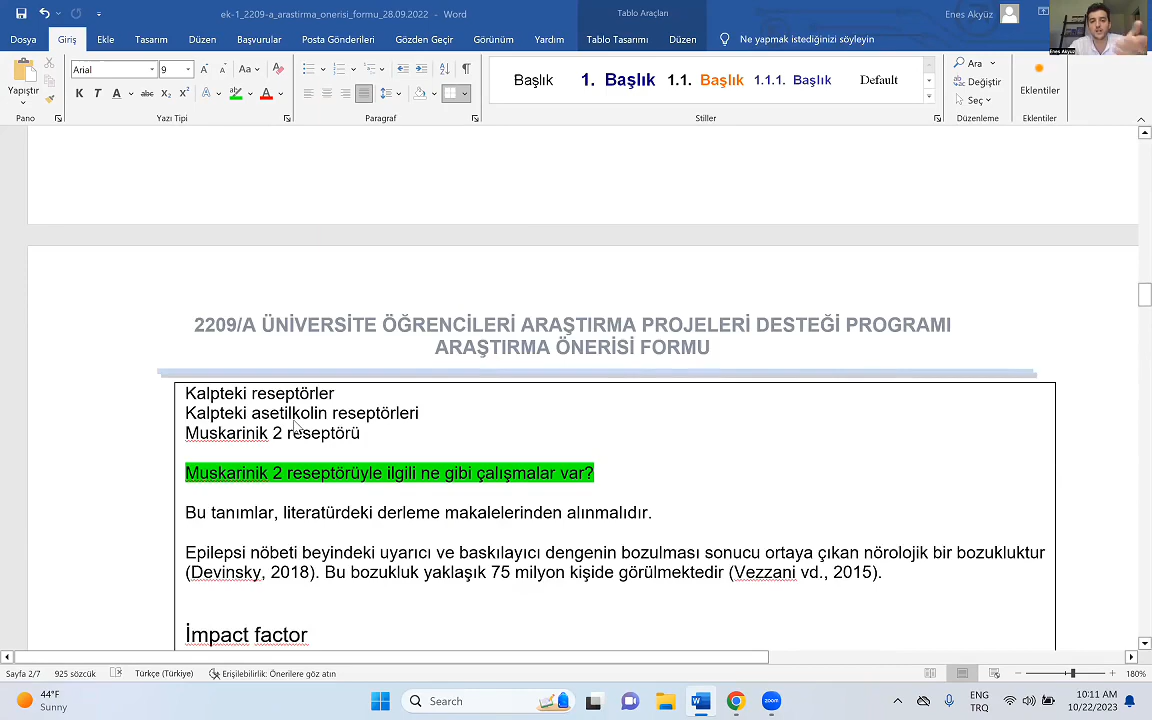 ek-1_2209-a_arastirma_onerisi_formu_28.09.2022 - Word
Tablo Araçları
Enes Akyüz
Dosya Giriş Ekle Tasarım Düzen Başvurular Posta Gönderileri Gözden Geçir Görünüm Yardım Tablo Tasarımı Düzen Ne yapmak istediğinizi söyleyin
Enes Akyüz
Yapıştır
Arial 9
Başlık 1. Başlık 1.1. Başlık 1.1.1. Başlık Default
Ara
Değiştir
Seç
Eklentiler
Pano Yazı Tipi Paragraf Stiller Düzenleme Eklentiler
2209/A ÜNİVERSİTE ÖĞRENCİLERİ ARAŞTIRMA PROJELERİ DESTEĞİ PROGRAMI
ARAŞTIRMA ÖNERİSİ FORMU
Kalpteki reseptörler
Kalpteki asetilkolin reseptörleri
Muskarinik 2 reseptörü
Muskarinik 2 reseptörüyle ilgili ne gibi çalışmalar var?
Bu tanımlar, literatürdeki derleme makalelerinden alınmalıdır.
Epilepsi nöbeti beyindeki uyarıcı ve baskılayıcı dengenin bozulması sonucu ortaya çıkan nörolojik bir bozukluktur
(Devinsky, 2018). Bu bozukluk yaklaşık 75 milyon kişide görülmektedir (Vezzani vd., 2015).
İmpact factor
Sayfa 2/7 925 sözcük Türkçe (Türkiye) Erişilebilirlik: Önerilere göz atın 180%
44°F
Sunny
Search
zoom
ENG
TRQ
10:11 AM
10/22/2023